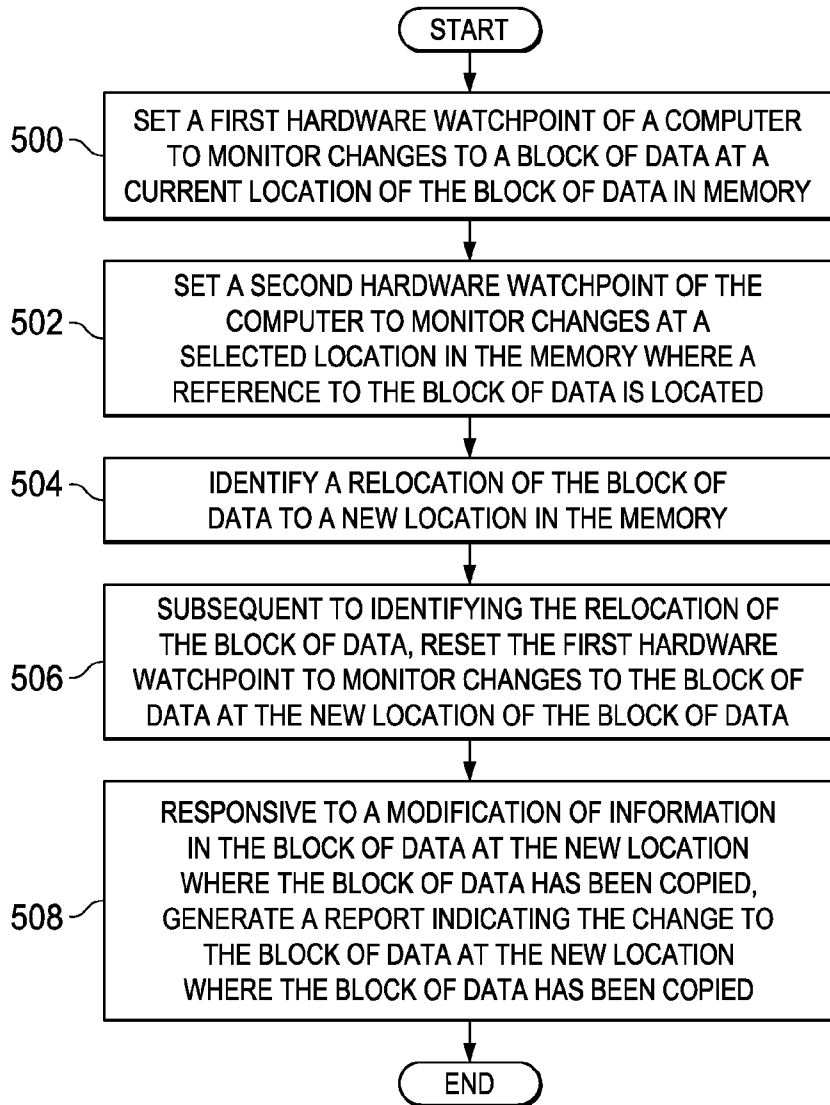 START
500
SET A FIRST HARDWARE WATCHPOINT OF A COMPUTER
TO MONITOR CHANGES TO A BLOCK OF DATA AT A
CURRENT LOCATION OF THE BLOCK OF DATA IN MEMORY
502
SET A SECOND HARDWARE WATCHPOINT OF THE
COMPUTER TO MONITOR CHANGES AT A
SELECTED LOCATION IN THE MEMORY WHERE A
REFERENCE TO THE BLOCK OF DATA IS LOCATED
504
IDENTIFY A RELOCATION OF THE BLOCK OF
DATA TO A NEW LOCATION IN THE MEMORY
506
SUBSEQUENT TO IDENTIFYING THE RELOCATION OF
THE BLOCK OF DATA, RESET THE FIRST HARDWARE
WATCHPOINT TO MONITOR CHANGES TO THE BLOCK OF
DATA AT THE NEW LOCATION OF THE BLOCK OF DATA
508
RESPONSIVE TO A MODIFICATION OF INFORMATION
IN THE BLOCK OF DATA AT THE NEW LOCATION
WHERE THE BLOCK OF DATA HAS BEEN COPIED,
GENERATE A REPORT INDICATING THE CHANGE TO
THE BLOCK OF DATA AT THE NEW LOCATION
WHERE THE BLOCK OF DATA HAS BEEN COPIED
END